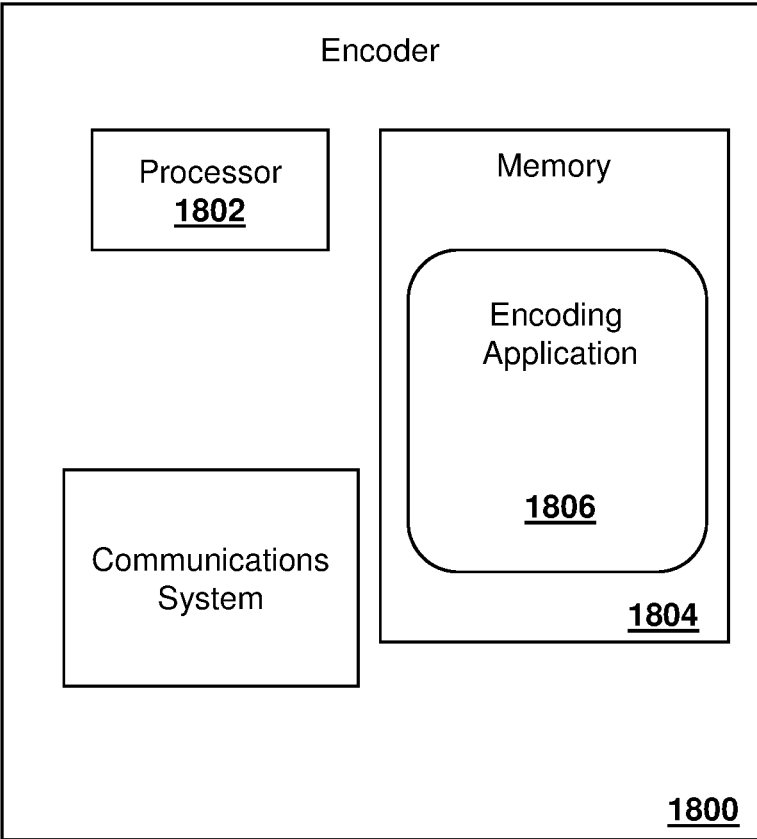 Encoder
Processor
1802
Memory
Encoding
Application
1806
1804
Communications
System
1800